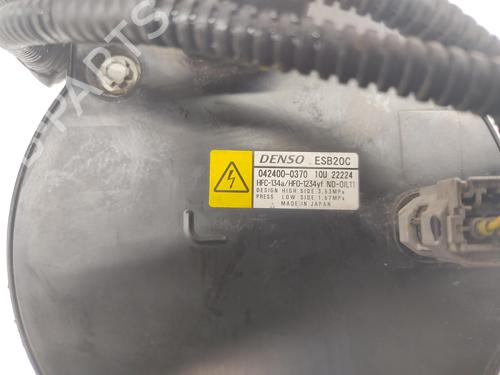 DENSO ESB20C
042400-0370 10U 22224
HFC-134a/HFO-1234yf ND-OIL11
DESIGN HIGH SIDE 3,53MPa
PRESS LOW SIDE 1,67MPa
MADE IN JAPAN
L